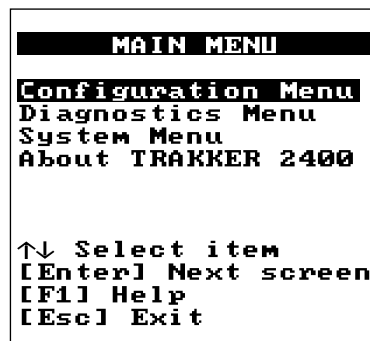 MAIN MENU
Configuration Menu
Diagnostics Menu
System Menu
About TRAKKER 2400
↑↓ Select item
[Enter] Next screen
[F1] Help
[Esc] Exit